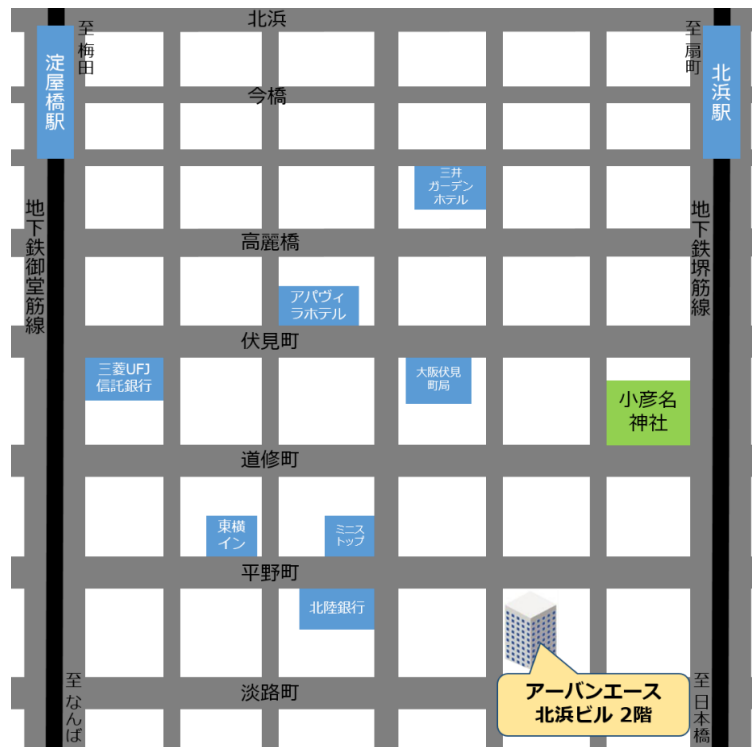 北浜
至 梅田
至 扇町
淀屋橋駅
北浜駅
今橋
三井
ガーデン
ホテル
地下鉄御堂筋線
地下鉄堺筋線
高麗橋
アパヴィ
ラホテル
伏見町
三菱UFJ
信託銀行
大阪伏見
町局
小彦名
神社
道修町
東横
イン
ミニス
トップ
平野町
北陸銀行
至 なんば
淡路町
アーバンエース
北浜ビル 2階
至 日本橋